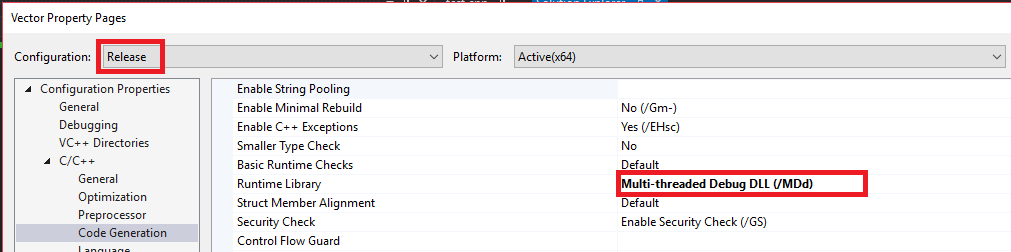 Vector Property Pages
Configuration: Release Platform: Active(x64)
Configuration Properties
General
Debugging
VC++ Directories
C/C++
General
Optimization
Preprocessor
Code Generation
Language
Enable String Pooling
Enable Minimal Rebuild No (/Gm-)
Enable C++ Exceptions Yes (/EHsc)
Smaller Type Check No
Basic Runtime Checks Default
Runtime Library Multi-threaded Debug DLL (/MDd)
Struct Member Alignment Default
Security Check Enable Security Check (/GS)
Control Flow Guard